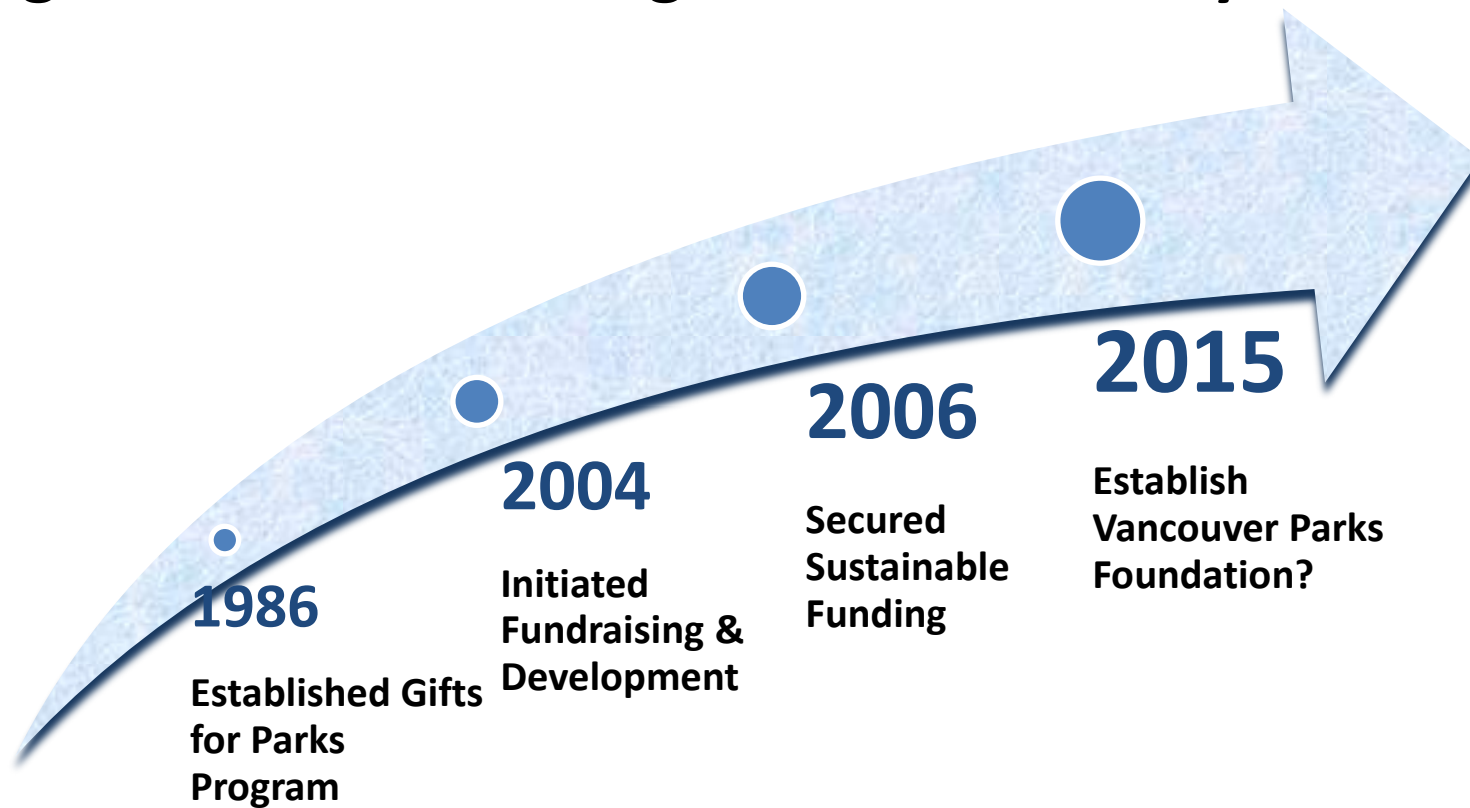 1986
Established Gifts
for Parks
Program
2004
Initiated
Fundraising &
Development
2006
Secured
Sustainable
Funding
2015
Establish
Vancouver Parks
Foundation?